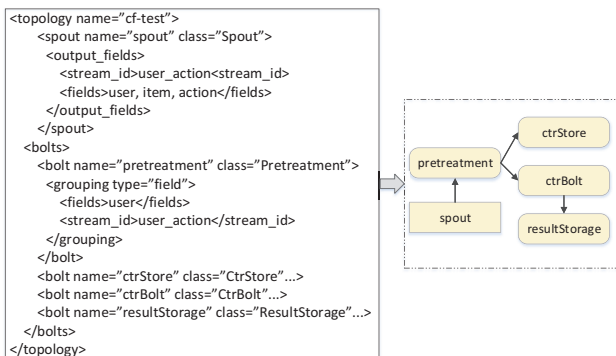 <topology name=”cf-test”>
<spout name=”spout” class=”Spout”>
<output_fields>
<stream_id>user_action<stream_id>
<fields>user, item, action</fields>
</output_fields>
</spout>
<bolts>
<bolt name=”pretreatment” class=”Pretreatment”>
<grouping type=”field”>
<fields>user</fields>
<stream_id>user_action</stream_id>
</grouping>
</bolt>
<bolt name=”ctrStore” class=”CtrStore”...>
<bolt name=”ctrBolt” class=”CtrBolt”...>
<bolt name=”resultStorage” class=”ResultStorage”...>
</bolts>
</topology>
ctrStore
pretreatment
ctrBolt
spout
resultStorage